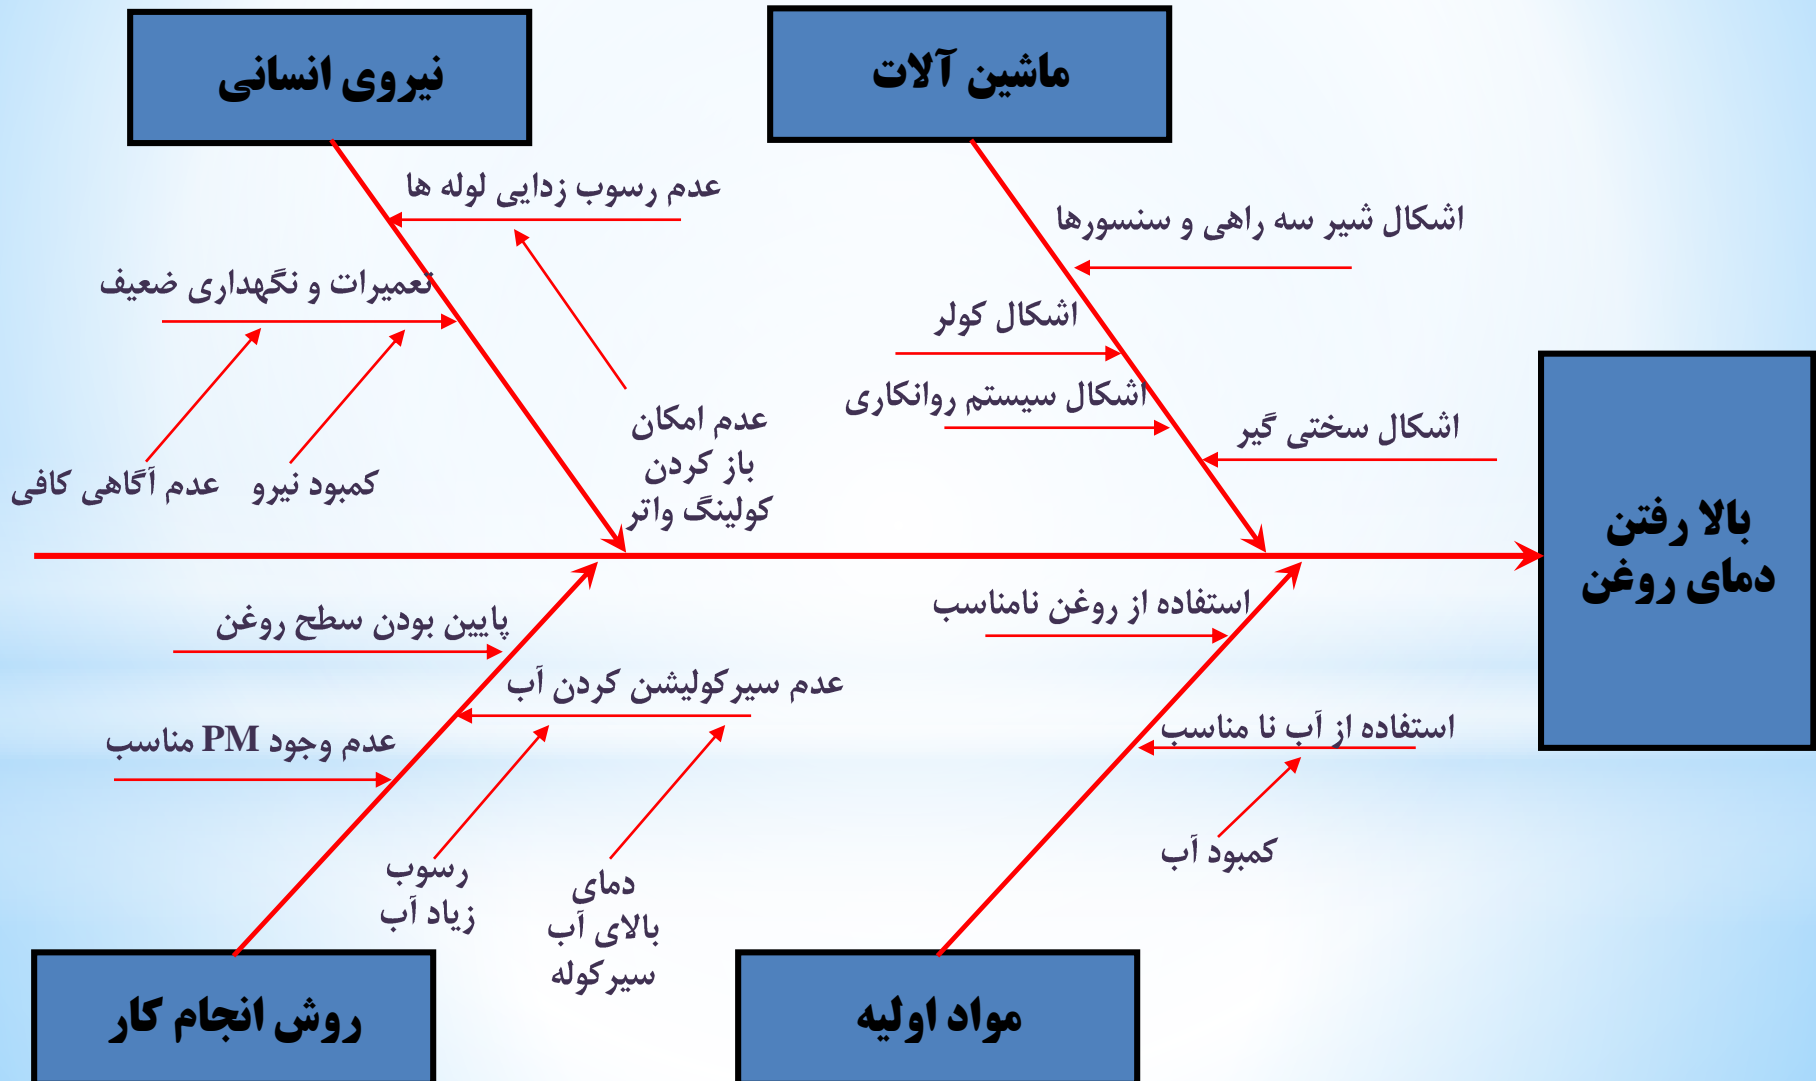 نیروی انسانی
ماشین آلات
عدم رسوب زدایی لوله ها
اشکال شیر سه راهی و سنسورها
تعمیرات و نگهداری ضعیف
اشکال کولر
اشکال سیستم روانکاری
اشکال سختی گیر
عدم امکان
باز کردن
کولینگ واتر
کمبود نیرو
عدم آگاهی کافی
بالا رفتن
دمای روغن
استفاده از روغن نامناسب
پایین بودن سطح روغن
عدم سیرکولیشن کردن آب
استفاده از آب نا مناسب
عدم وجود PM مناسب
کمبود آب
رسوب
زیاد آب
دمای
بالای آب
سیرکوله
روش انجام کار
مواد اولیه